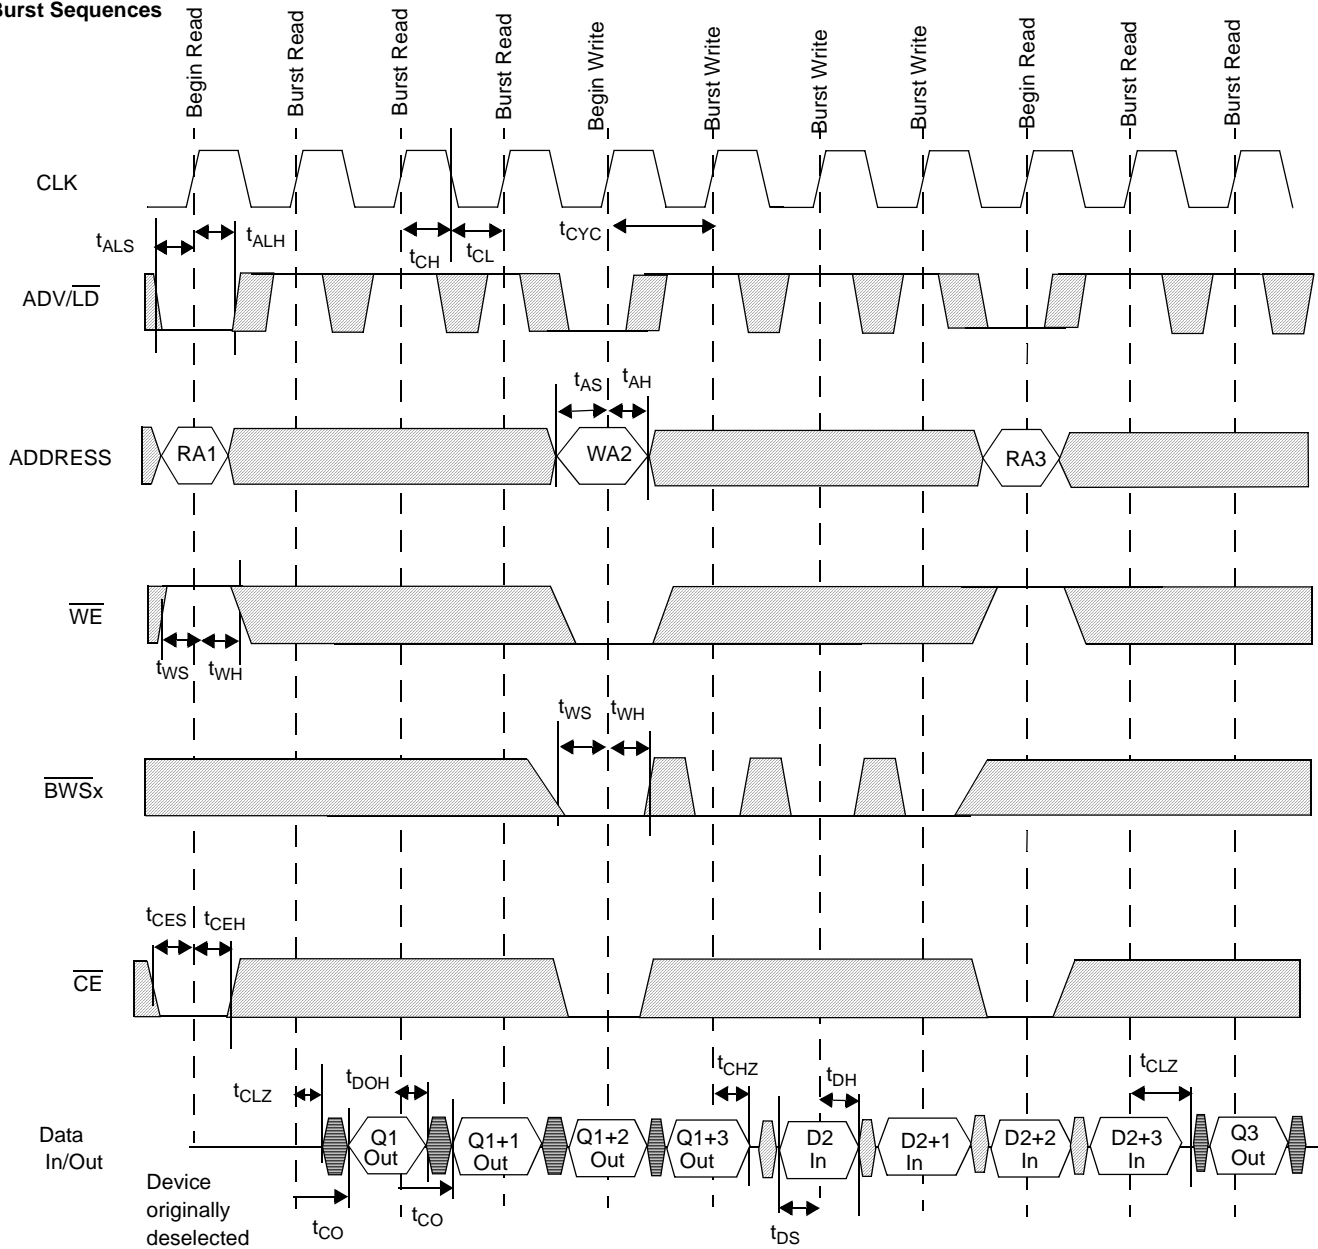 Burst Sequences
Begin Read
Burst Read
Burst Read
Burst Read
Begin Write
Burst Write
Burst Write
Burst Write
Begin Read
Burst Read
Burst Read
CLK
tALS
tALH
tCH
tCL
tCYC
ADV/LD
tAS
tAH
ADDRESS
RA1
WA2
RA3
WE
tWS
tWH
tWS
tWH
BWSx
tCES
tCEH
CE
tCLZ
tDOH
tCHZ
tDH
tCLZ
Data
In/Out
Q1
Out
Q1+1
Out
Q1+2
Out
Q1+3
Out
D2
In
D2+1
In
D2+2
In
D2+3
In
Q3
Out
Device
originally
deselected
tCO
tCO
tDS